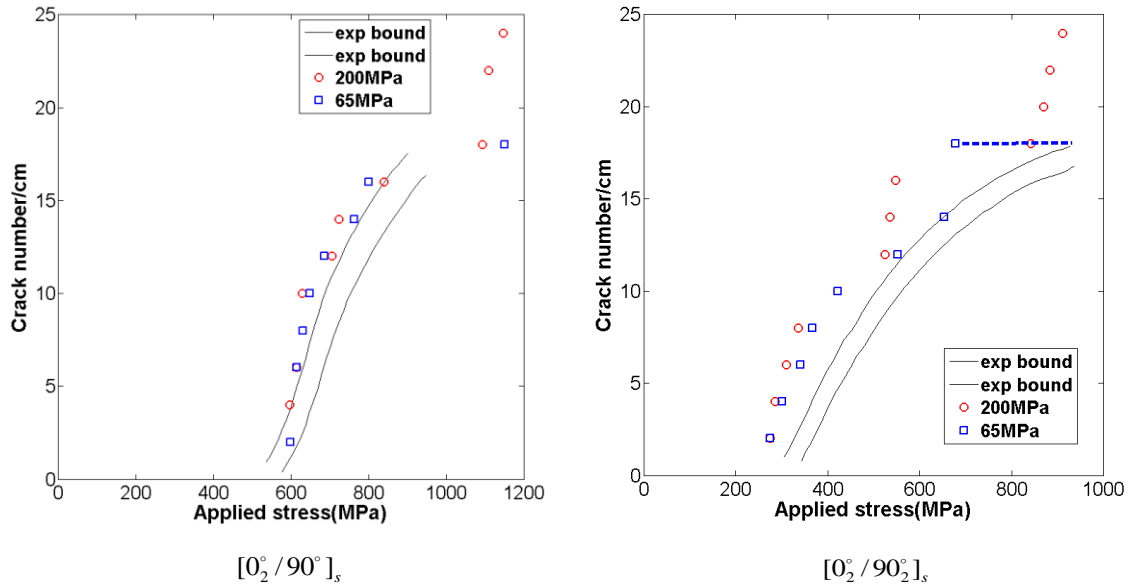 25
20
15
10
5
0
Crack number/cm
exp bound
exp bound
200MPa
65MPa
0 200 400 600 800 1000 1200
Applied stress(MPa)
[0°₂ / 90°]ₛ
25
20
15
10
5
0
Crack number/cm
exp bound
exp bound
200MPa
65MPa
0 200 400 600 800 1000
Applied stress(MPa)
[0°₂ / 90°₂]ₛ